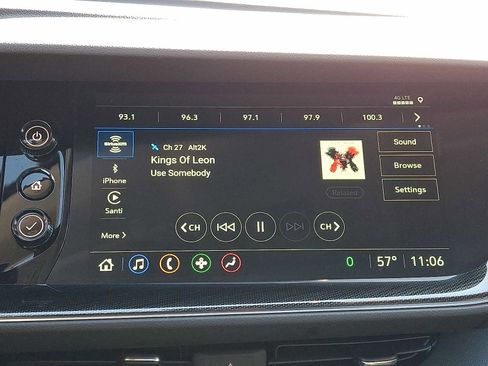 4G LTE
93.1 96.3 97.1 97.9 100.3
SiriusXM Ch 27 Alt2K Sound
Kings Of Leon
iPhone Use Somebody Browse
Related Settings
Santi
More > CH CH
0 57° 11:06